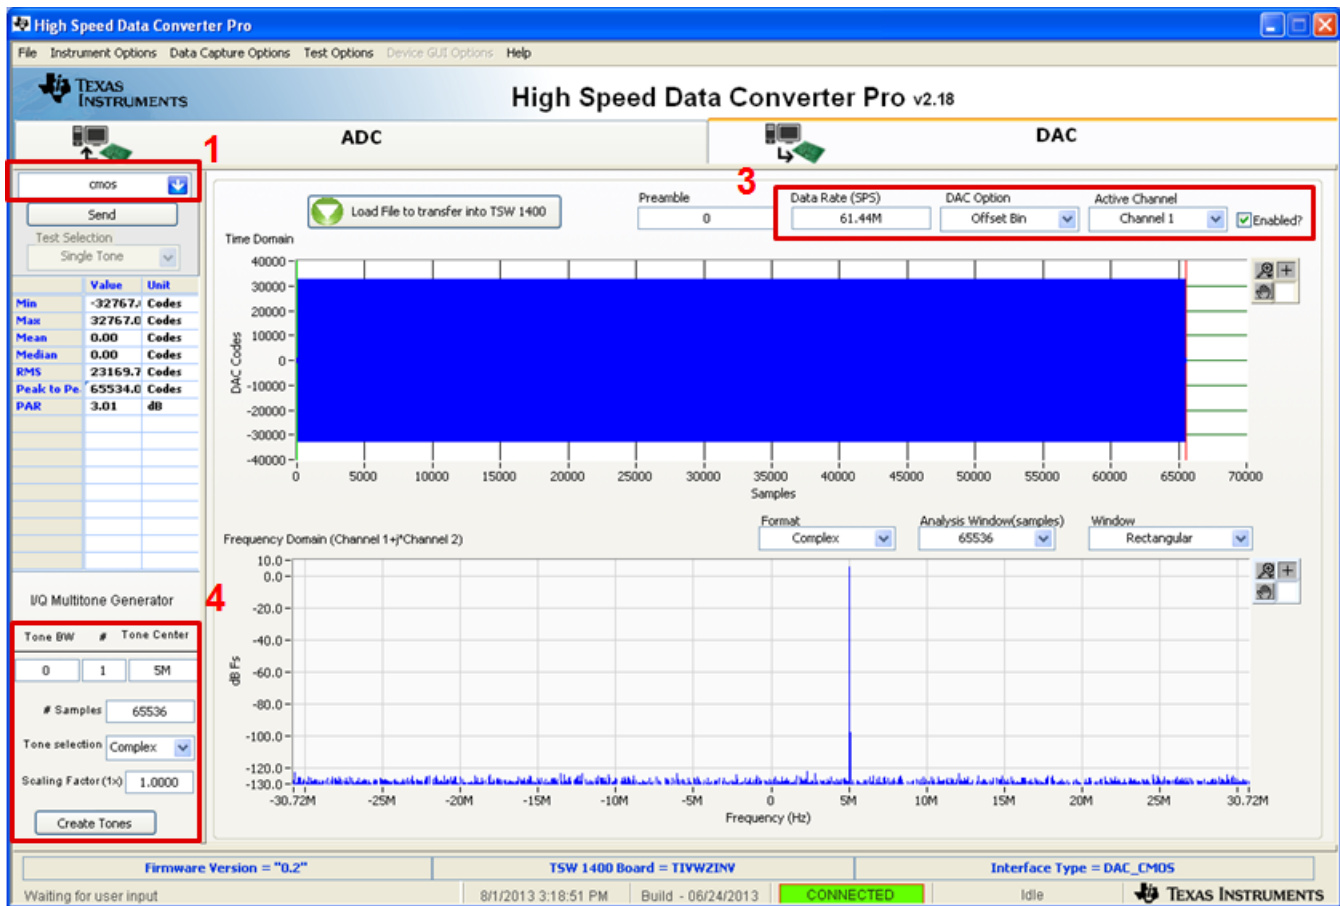 High Speed Data Converter Pro
File Instrument Options Data Capture Options Test Options Device GUI Options Help
TEXAS INSTRUMENTS
High Speed Data Converter Pro v2.18
ADC
DAC
1
cmos
Send
Test Selection
Single Tone
Value Unit
Min -32767. Codes
Max 32767.0 Codes
Mean 0.00 Codes
Median 0.00 Codes
RMS 23169.7 Codes
Peak to Pe 65534.0 Codes
PAR 3.01 dB
I/Q Multitone Generator
4
Tone BW # Tone Center
0 1 5M
# Samples 65536
Tone selection Complex
Scaling Factor (1x) 1.0000
Create Tones
Load File to transfer into TSW 1400
Preamble
0
3
Data Rate (SPS) DAC Option Active Channel
61.44M Offset Bin Channel 1 Enabled?
Time Domain
DAC Codes
40000
30000
20000
10000
0
-10000
-20000
-30000
-40000
0 5000 10000 15000 20000 25000 30000 35000 40000 45000 50000 55000 60000 65000 70000
Samples
Format Analysis Window(samples) Window
Complex 65536 Rectangular
Frequency Domain (Channel 1+j*Channel 2)
dB Fs
10.0
0.0
-20.0
-40.0
-60.0
-80.0
-100.0
-120.0
-130.0
-30.72M -25M -20M -15M -10M -5M 0 5M 10M 15M 20M 25M 30.72M
Frequency (Hz)
Firmware Version = "0.2" TSW 1400 Board = TIVWZINV Interface Type = DAC_CMOS
Waiting for user input 8/1/2013 3:18:51 PM Build - 06/24/2013 CONNECTED Idle TEXAS INSTRUMENTS